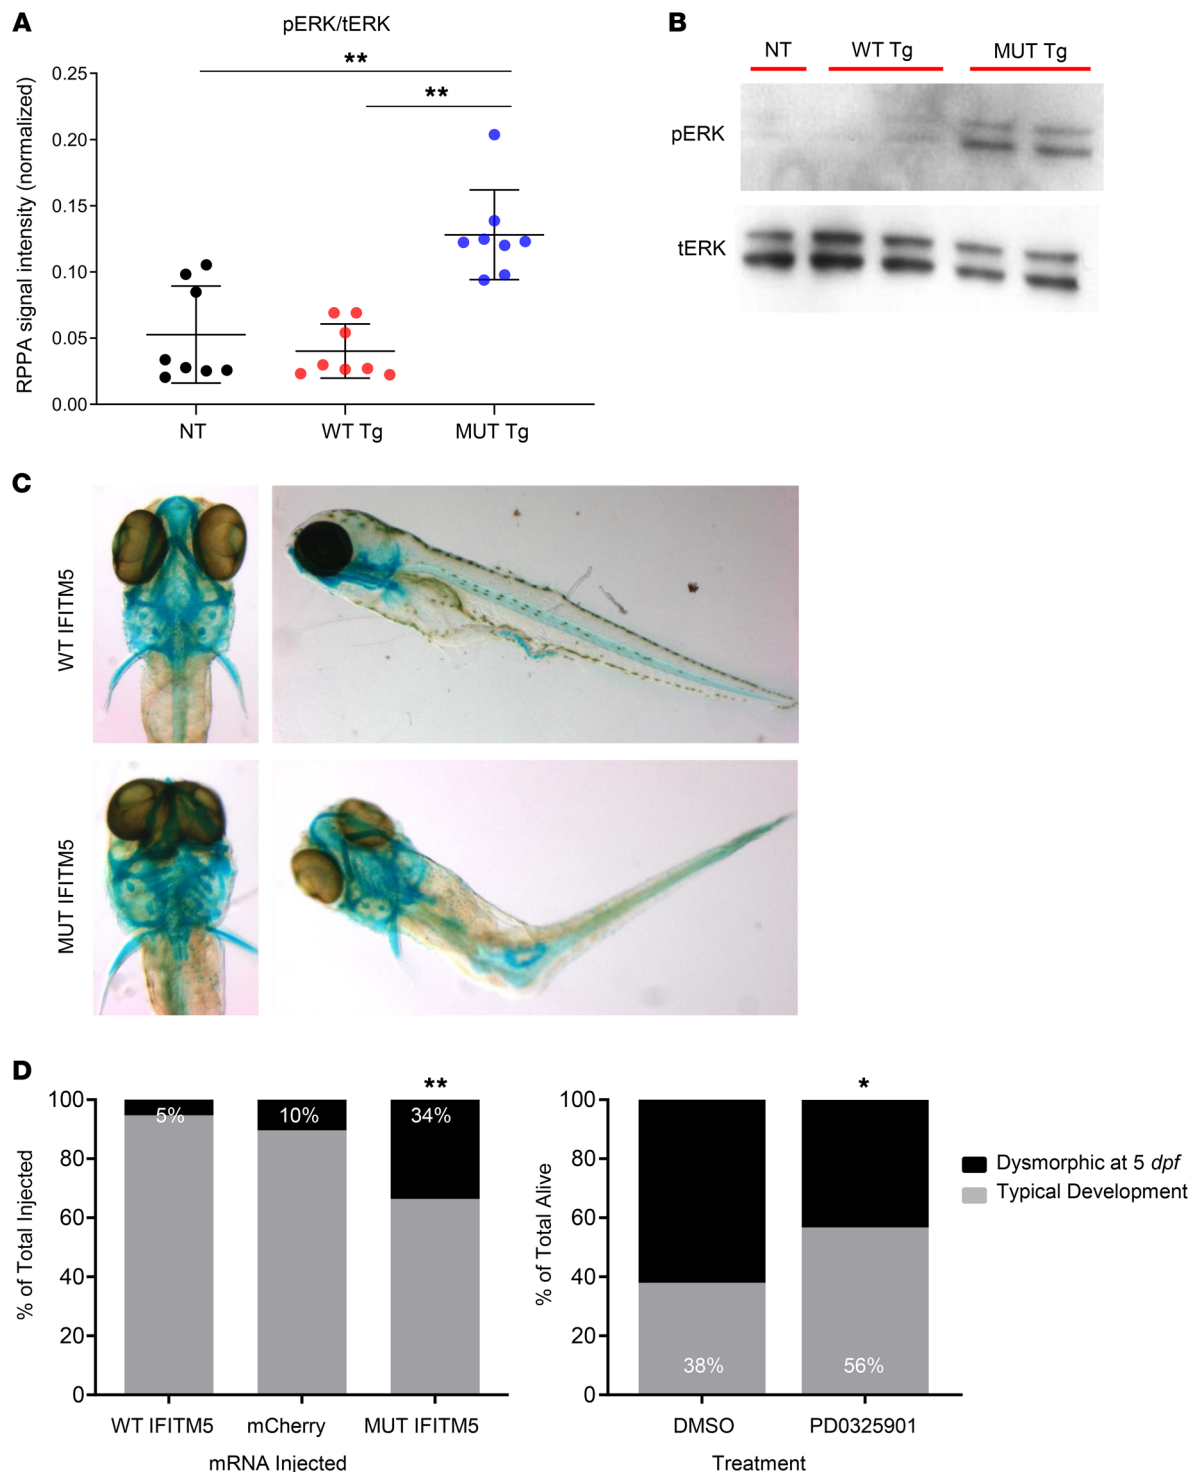 A
pERK/tERK
**
**
RPPA signal intensity (normalized)
0.25
0.20
0.15
0.10
0.05
0.00
NT
WT Tg
MUT Tg
B
NT
WT Tg
MUT Tg
pERK
tERK
C
WT IFITM5
MUT IFITM5
D
**
% of Total Injected
100
80
60
40
20
0
5%
10%
34%
WT IFITM5
mCherry
MUT IFITM5
mRNA Injected
*
% of Total Alive
100
80
60
40
20
0
38%
56%
DMSO
PD0325901
Treatment
Dysmorphic at 5 dpf
Typical Development